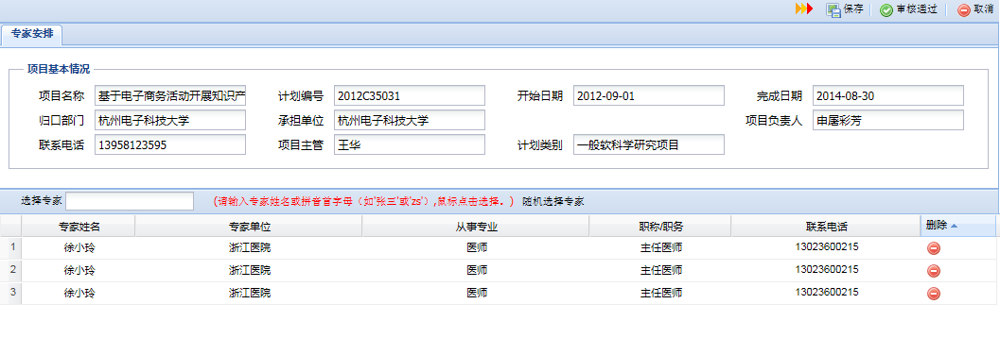 保存 审核通过 取消
专家安排
项目基本情况
项目名称 基于电子商务活动开展知识产 计划编号 2012C35031 开始日期 2012-09-01 完成日期 2014-08-30
归口部门 杭州电子科技大学 承担单位 杭州电子科技大学 项目负责人 申屠彩芳
联系电话 13958123595 项目主管 王华 计划类别 一般软科学研究项目
选择专家 (请输入专家姓名或拼音首字母（如'张三'或'zs'）,鼠标点击选择。) 随机选择专家
专家姓名 专家单位 从事专业 职称/职务 联系电话 删除
1 徐小玲 浙江医院 医师 主任医师 13023600215
2 徐小玲 浙江医院 医师 主任医师 13023600215
3 徐小玲 浙江医院 医师 主任医师 13023600215